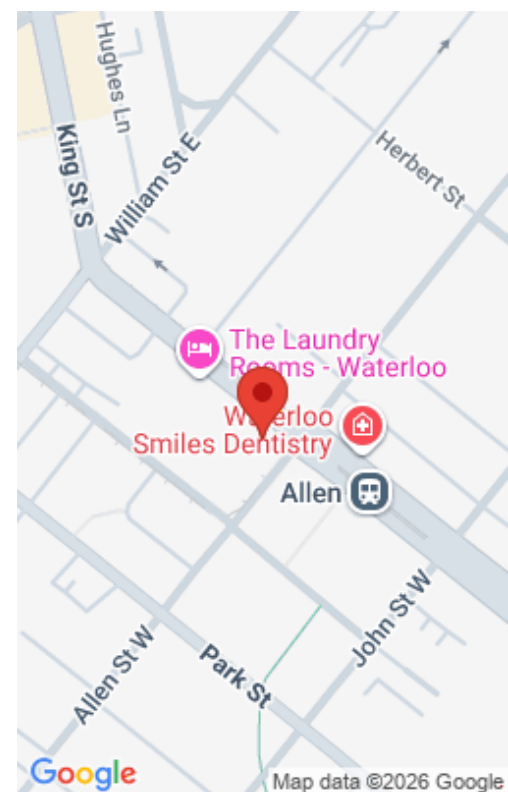 Hughes Ln
King St S
William St E
Herbert St
The Laundry
Rooms - Waterloo
Waterloo
Smiles Dentistry
Allen
John St W
Allen St W
Park St
Google
Map data ©2026 Google